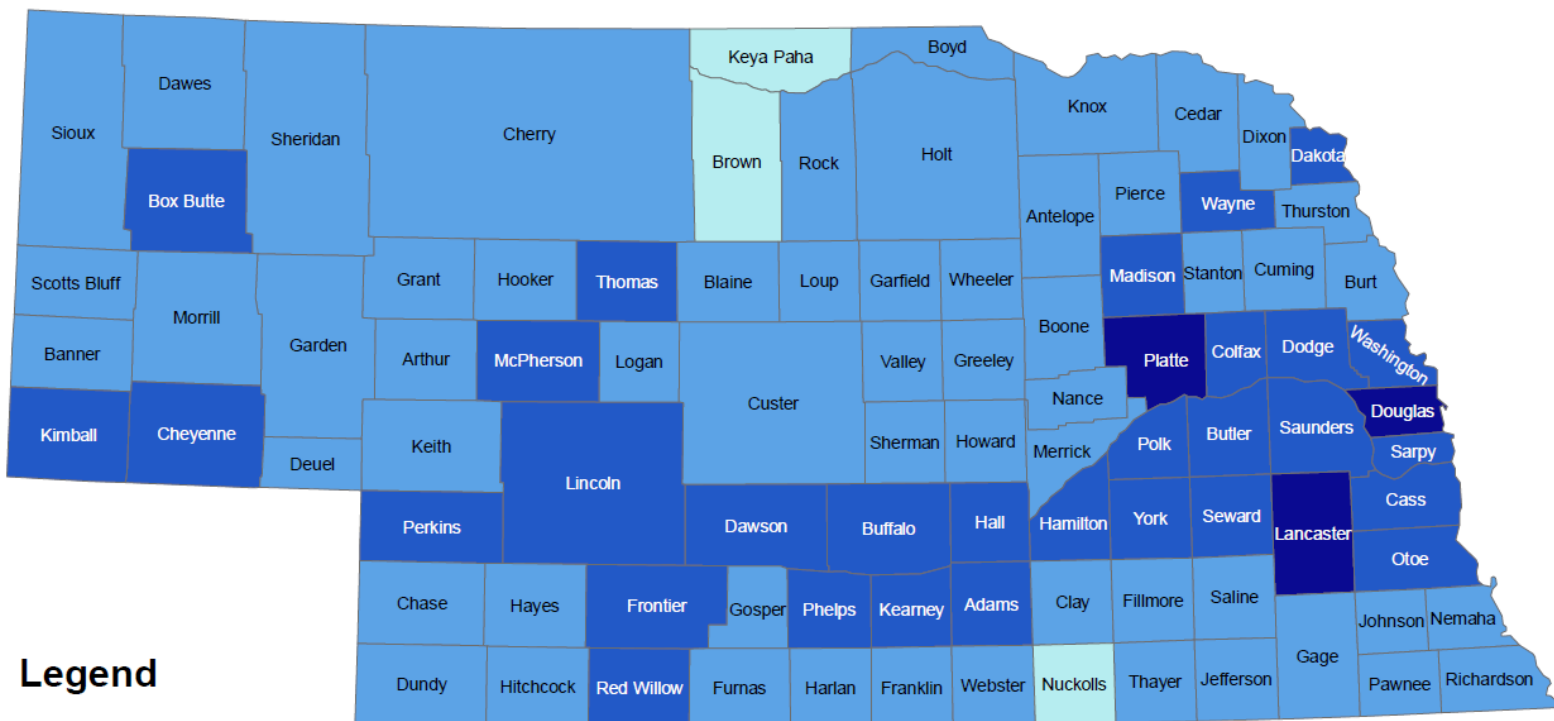 Boyd
Keya Paha
Dawes
Knox
Cedar
Sioux
Sheridan
Cherry
Dixon
Brown
Rock
Holt
Dakota
Box Butte
Pierce
Wayne
Thurston
Antelope
Scotts Bluff
Grant
Hooker
Thomas
Blaine
Loup
Garfield
Wheeler
Madison
Stanton
Cuming
Burt
Morrill
Boone
Banner
Garden
Arthur
McPherson
Logan
Valley
Greeley
Platte
Colfax
Dodge
Washington
Custer
Nance
Douglas
Kimball
Cheyenne
Keith
Sherman
Howard
Merrick
Polk
Butler
Saunders
Sarpy
Deuel
Lincoln
Cass
Perkins
Dawson
Buffalo
Hall
Hamilton
York
Seward
Lancaster
Otoe
Chase
Hayes
Frontier
Gosper
Phelps
Kearney
Adams
Clay
Fillmore
Saline
Johnson
Nemaha
Legend
Dundy
Hitchcock
Red Willow
Furnas
Harlan
Franklin
Webster
Nuckolls
Thayer
Jefferson
Gage
Pawnee
Richardson